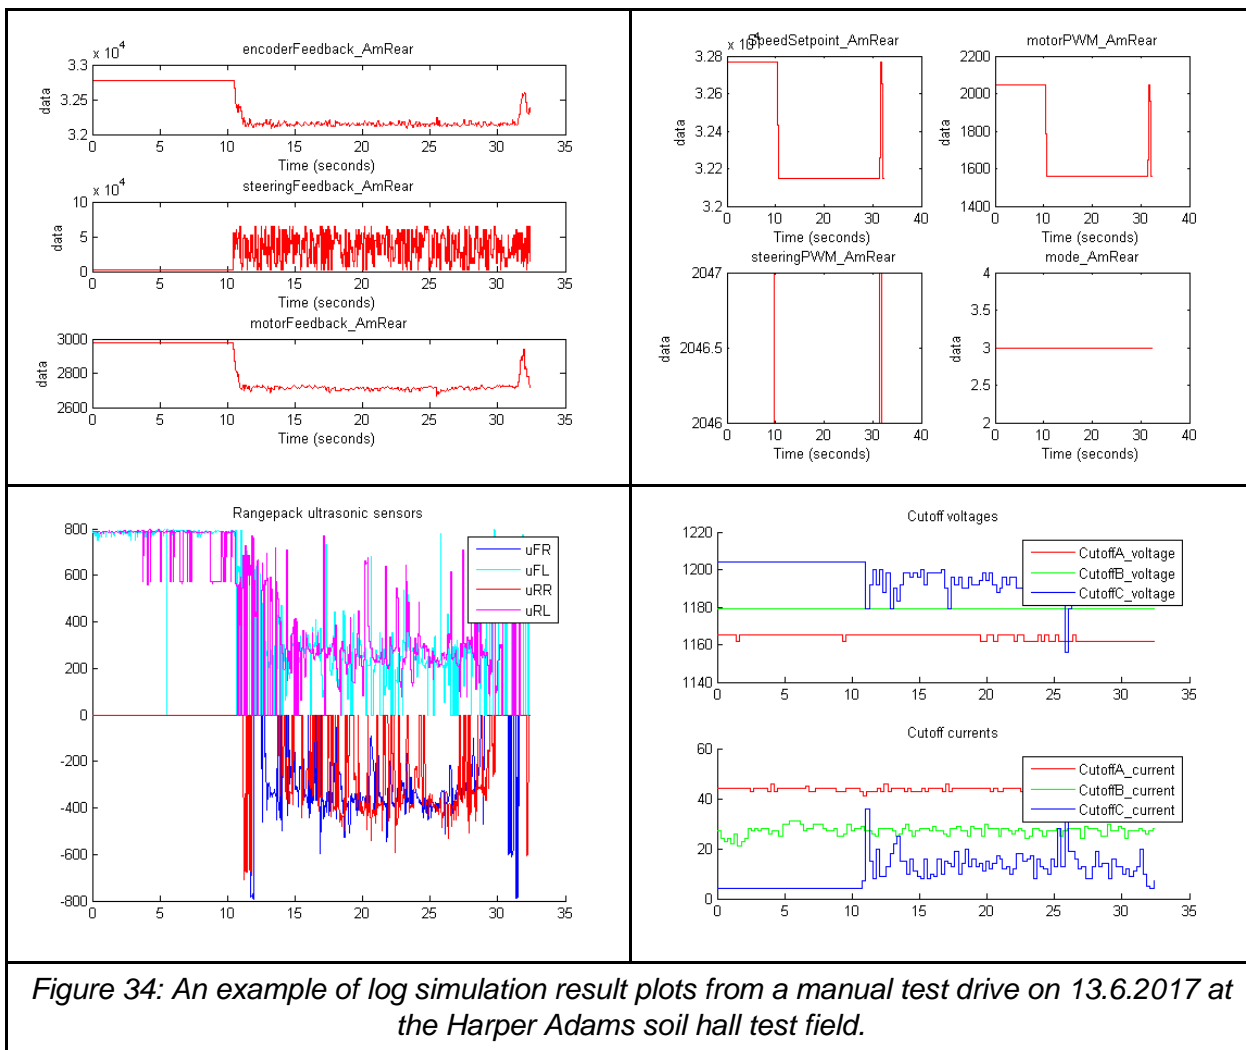 encoderFeedback_AmRear
x 10^4
3.3
3.25
3.2
data
0 5 10 15 20 25 30 35
Time (seconds)
steeringFeedback_AmRear
x 10^4
10
5
0
data
0 5 10 15 20 25 30 35
Time (seconds)
motorFeedback_AmRear
3000
2800
2600
data
0 5 10 15 20 25 30 35
Time (seconds)
SpeedSetpoint_AmRear
x 10^4
3.28
3.26
3.24
3.22
3.2
data
0 10 20 30 40
Time (seconds)
motorPWM_AmRear
2200
2000
1800
1600
1400
data
0 10 20 30 40
Time (seconds)
steeringPWM_AmRear
2047
2046.5
2046
data
0 10 20 30 40
Time (seconds)
mode_AmRear
4
3.5
3
2.5
2
data
0 10 20 30 40
Time (seconds)
Rangepack ultrasonic sensors
800
600
400
200
0
-200
-400
-600
-800
uFR
uFL
uRR
uRL
0 5 10 15 20 25 30 35
Cutoff voltages
1220
1200
1180
1160
1140
CutoffA_voltage
CutoffB_voltage
CutoffC_voltage
0 5 10 15 20 25 30 35
Cutoff currents
60
40
20
0
CutoffA_current
CutoffB_current
CutoffC_current
0 5 10 15 20 25 30 35
Figure 34: An example of log simulation result plots from a manual test drive on 13.6.2017 at
the Harper Adams soil hall test field.